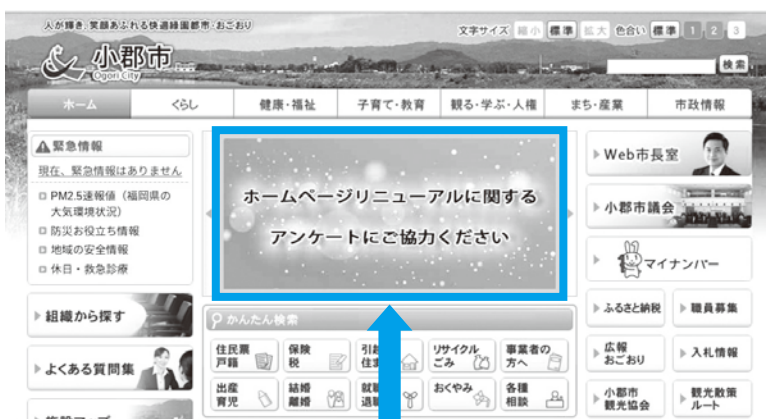 人が輝き、笑顔あふれる快適緑園都市・おごおり
文字サイズ 縮小 標準 拡大 色合い 標準 1 2 3
小郡市
Ogori City
検索
ホーム くらし 健康・福祉 子育て・教育 観る・学ぶ・人権 まち・産業 市政情報
緊急情報
現在、緊急情報はありません
PM2.5速報値（福岡県の
大気環境状況）
防災お役立ち情報
地域の安全情報
休日・救急診療
組織から探す
よくある質問集
ホームページリニューアルに関する
アンケートにご協力ください
かんたん検索
住民票
戸籍
保険
税
引越
住ま
リサイクル
ごみ
事業者の
方へ
出産
育児
結婚
離婚
就職
退職
おくやみ
各種
相談
Web市長室
小郡市議会
マイナンバー
ふるさと納税
職員募集
広報
おごおり
入札情報
小郡市
観光協会
観光散策
ルート